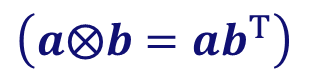 (a⊗b = abᵀ)